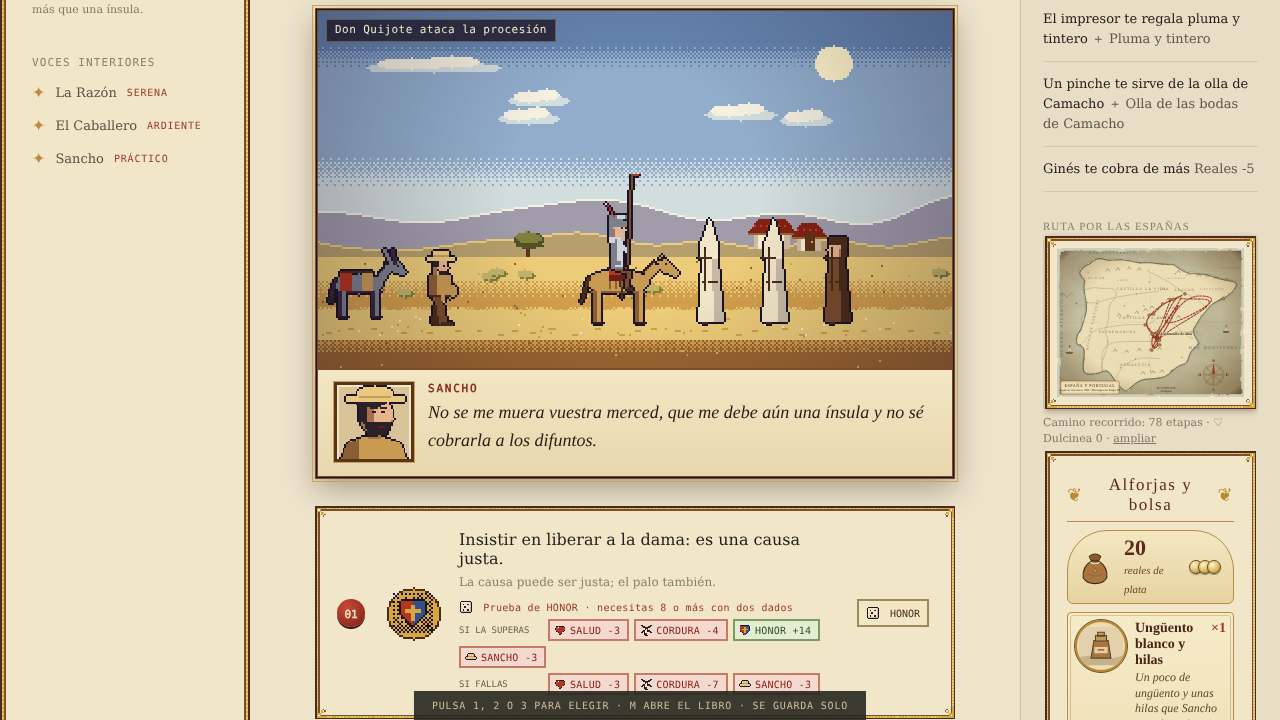 más que una ínsula.
VOCES INTERIORES
La Razón SERENA
El Caballero ARDIENTE
Sancho PRÁCTICO
Don Quijote ataca la procesión
SANCHO
No se me muera vuestra merced, que me debe aún una ínsula y no sé
cobrarla a los difuntos.
01
Insistir en liberar a la dama: es una causa
justa.
La causa puede ser justa; el palo también.
Prueba de HONOR · necesitas 8 o más con dos dados
SI LA SUPERAS SALUD -3 CORDURA -4 HONOR +14
SANCHO -3
SI FALLAS SALUD -3 CORDURA -7 SANCHO -3
HONOR
PULSA 1, 2 O 3 PARA ELEGIR · M ABRE EL LIBRO · SE GUARDA SOLO
El impresor te regala pluma y
tintero + Pluma y tintero
Un pinche te sirve de la olla de
Camacho + Olla de las bodas
de Camacho
Ginés te cobra de más Reales -5
RUTA POR LAS ESPAÑAS
ESPAÑA Y PORTUGAL
Camino recorrido: 78 etapas · ♡
Dulcinea 0 · ampliar
Alforjas y
bolsa
20
reales de
plata
Ungüento ×1
blanco y
hilas
Un poco de
ungüento y unas
hilas que Sancho